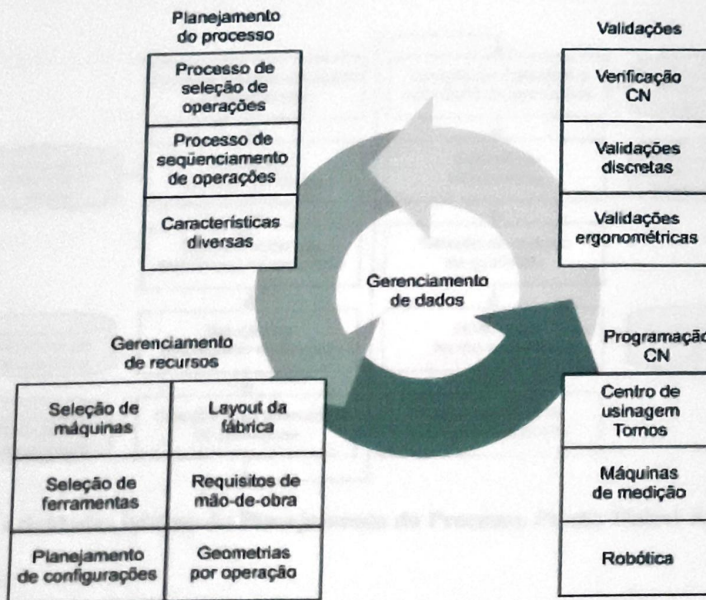 Planejamento
do processo
Processo de
seleção de
operações
Processo de
seqüenciamento
de operações
Características
diversas
Validações
Verificação
CN
Validações
discretas
Validações
ergonométricas
Gerenciamento
de dados
Gerenciamento
de recursos
Seleção de
máquinas
Layout da
fábrica
Seleção de
ferramentas
Requisitos de
mão-de-obra
Planejamento
de configurações
Geometrias
por operação
Programação
CN
Centro de
usinagem
Tornos
Máquinas
de medição
Robótica